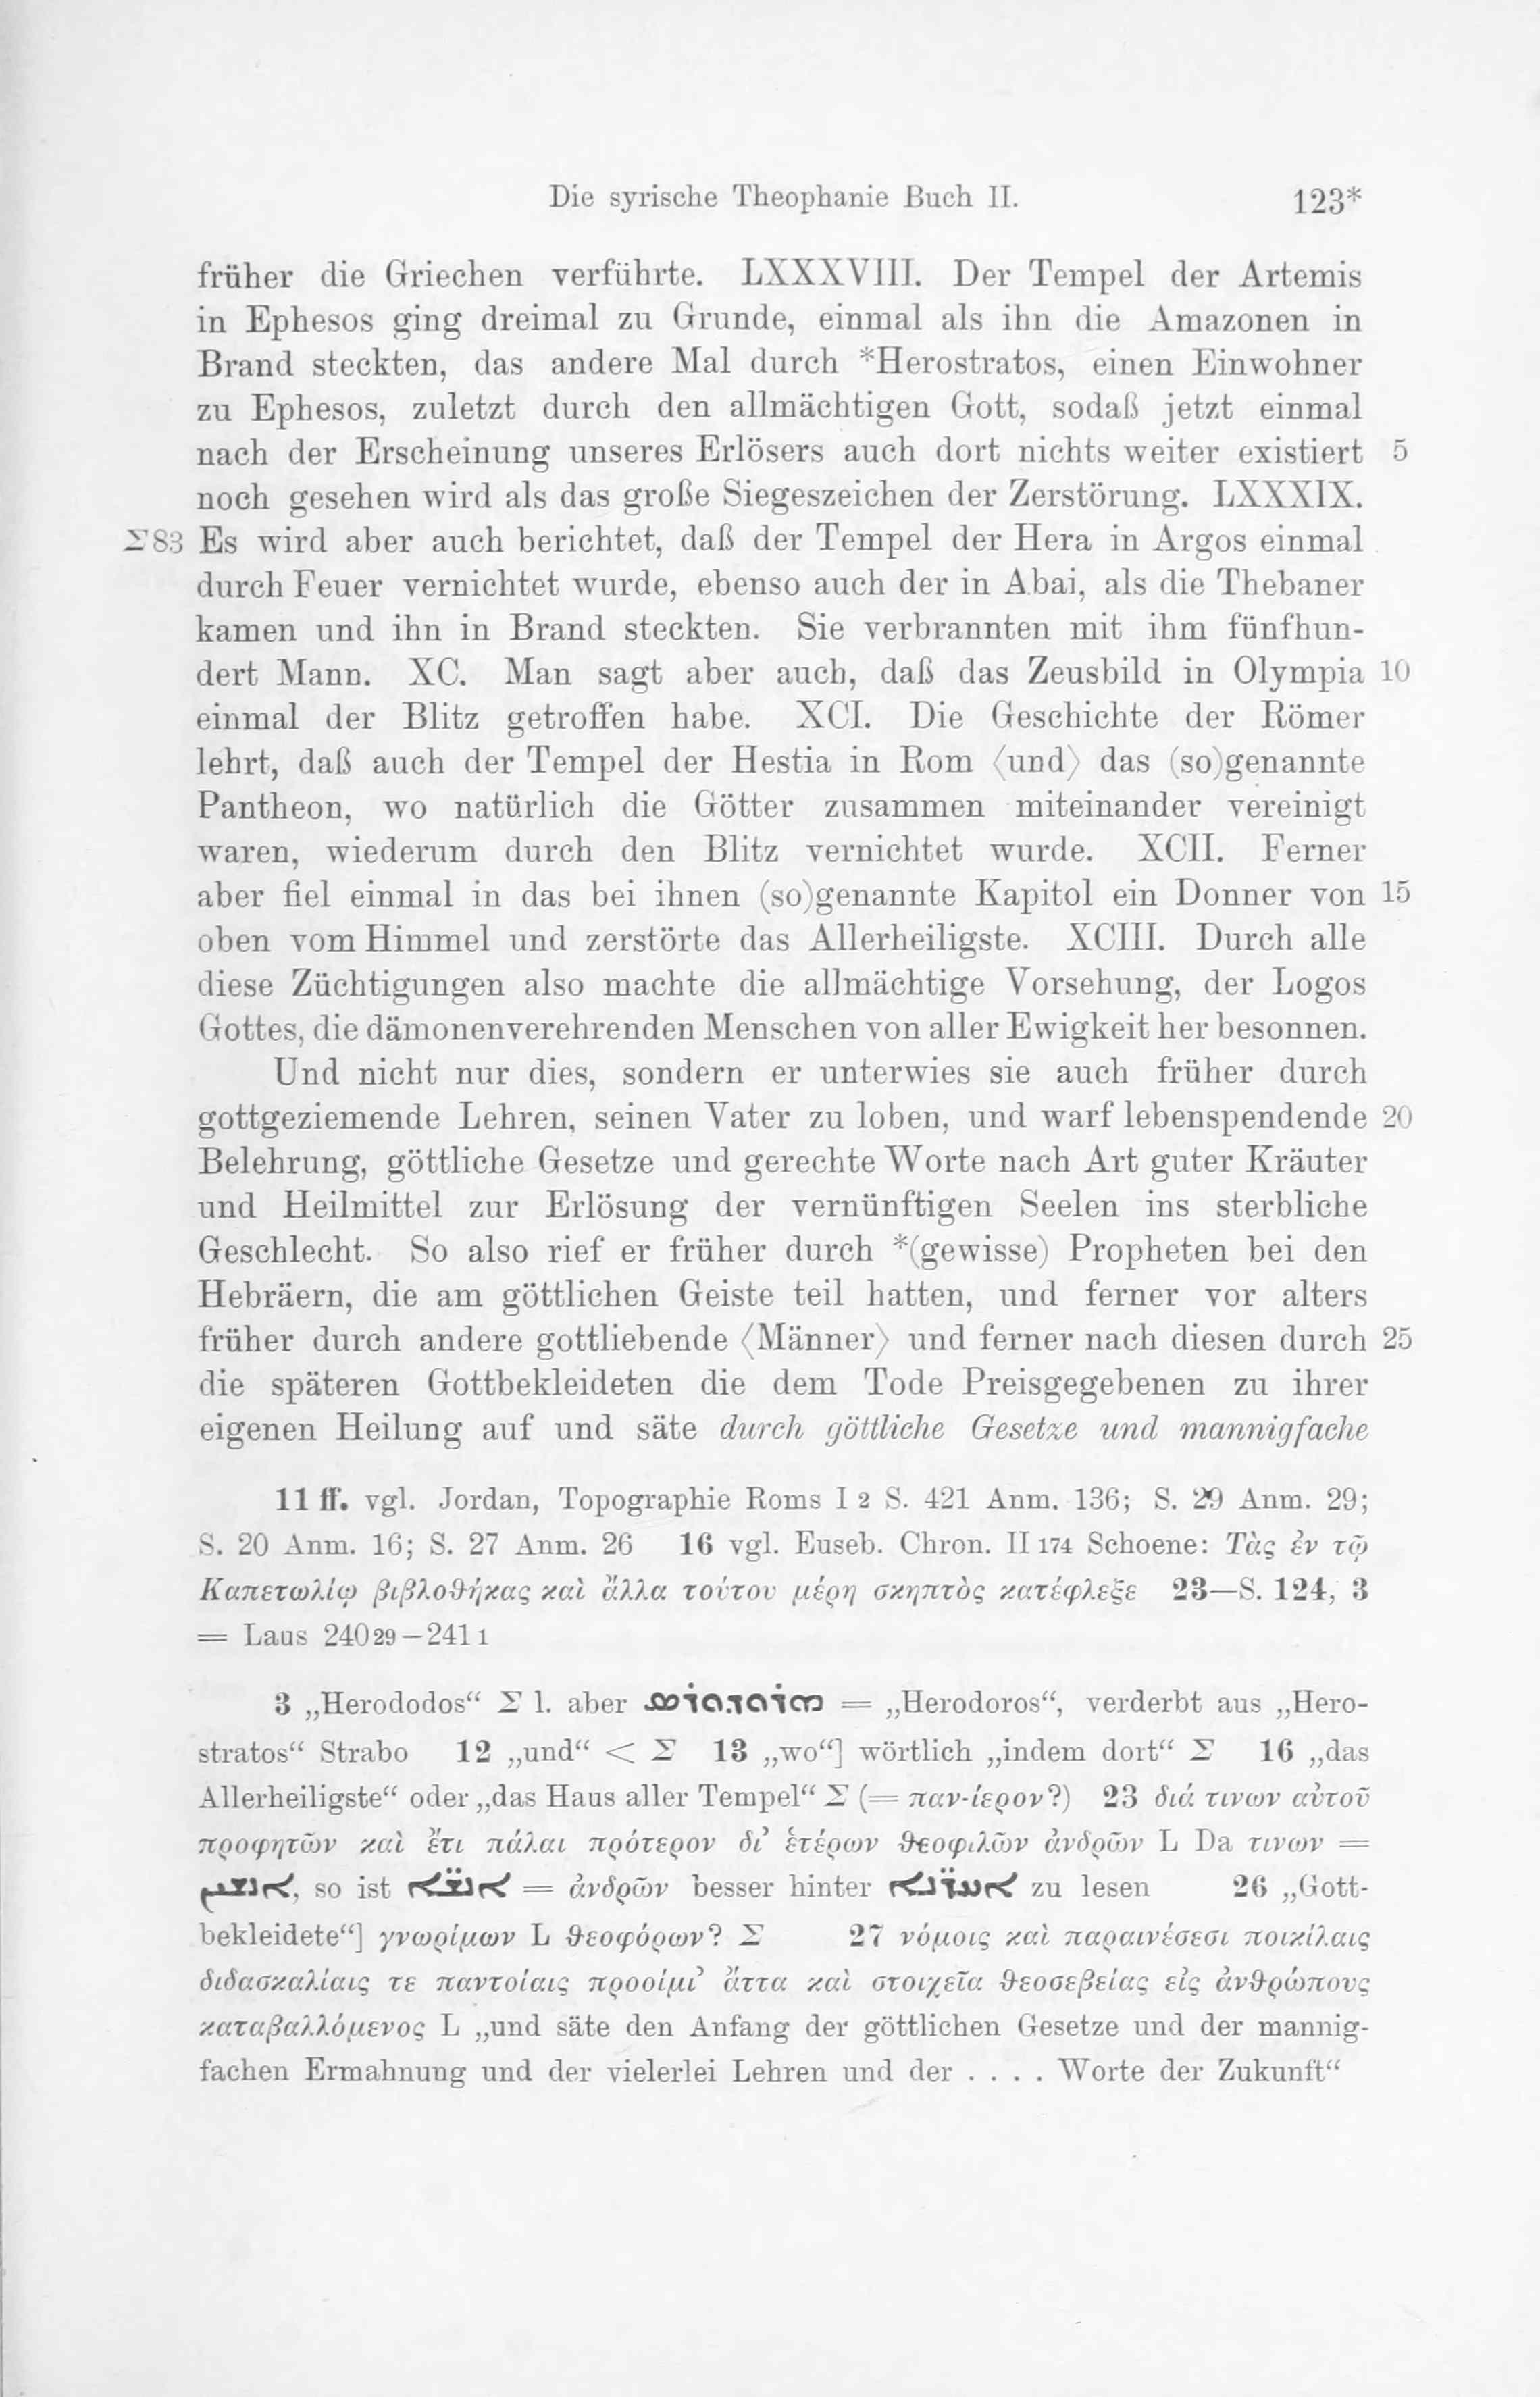 Die syrische Theophanie Buch II. 123*
früher die Griechen verführte. LXXXVIII. Der Tempel der Artemis
in Ephesos ging dreimal zu Grunde, einmal als ihn die Amazonen in
Brand steckten, das andere Mal durch *Herostratos, einen Einwohner
zu Ephesos, zuletzt durch den allmächtigen Gott, sodaß jetzt einmal
nach der Erscheinung unseres Erlösers auch dort nichts weiter existiert 5
noch gesehen wird als das große Siegeszeichen der Zerstörung. LXXXIX.
Σ 83 Es wird aber auch berichtet, daß der Tempel der Hera in Argos einmal
durch Feuer vernichtet wurde, ebenso auch der in Abai, als die Thebaner
kamen und ihn in Brand steckten. Sie verbrannten mit ihm fünfhun-
dert Mann. XC. Man sagt aber auch, daß das Zeusbild in Olympia 10
einmal der Blitz getroffen habe. XCI. Die Geschichte der Römer
lehrt, daß auch der Tempel der Hestia in Rom ⟨und⟩ das (so)genannte
Pantheon, wo natürlich die Götter zusammen miteinander vereinigt
waren, wiederum durch den Blitz vernichtet wurde. XCII. Ferner
aber fiel einmal in das bei ihnen (so)genannte Kapitol ein Donner von 15
oben vom Himmel und zerstörte das Allerheiligste. XCIII. Durch alle
diese Züchtigungen also machte die allmächtige Vorsehung, der Logos
Gottes, die dämonenverehrenden Menschen von aller Ewigkeit her besonnen.
Und nicht nur dies, sondern er unterwies sie auch früher durch
gottgeziemende Lehren, seinen Vater zu loben, und warf lebenspendende 20
Belehrung, göttliche Gesetze und gerechte Worte nach Art guter Kräuter
und Heilmittel zur Erlösung der vernünftigen Seelen ins sterbliche
Geschlecht. So also rief er früher durch *(gewisse) Propheten bei den
Hebräern, die am göttlichen Geiste teil hatten, und ferner vor alters
früher durch andere gottliebende ⟨Männer⟩ und ferner nach diesen durch 25
die späteren Gottbekleideten die dem Tode Preisgegebenen zu ihrer
eigenen Heilung auf und säte durch göttliche Gesetze und mannigfache
11 ff. vgl. Jordan, Topographie Roms I 2 S. 421 Anm. 136; S. 29 Anm. 29;
S. 20 Anm. 16; S. 27 Anm. 26 16 vgl. Euseb. Chron. II 174 Schoene: Τὰς ἐν τῷ
Καπετωλίῳ βιβλοθήκας καὶ ἄλλα τούτου μέρη σκηπτὸς κατέφλεξε 23—S. 124, 3
= Laus 240 29—241 1
3 „Herododos“ Σ l. aber ܗܪܘܕܘܪܘܣ = „Herodoros“, verderbt aus „Hero-
stratos“ Strabo 12 „und“ < Σ 13 „wo“] wörtlich „indem dort“ Σ 16 „das
Allerheiligste“ oder „das Haus aller Tempel“ Σ (= παν-ίερον?) 23 διά τινων αὐτοῦ
προφητῶν καὶ ἔτι πάλαι πρότερον δι’ ἑτέρων θεοφιλῶν ἀνδρῶν L Da τινων =
ܐܢܫܝܢ, so ist ܐܢܫ̈ܐ = ἀνδρῶν besser hinter ܐܚܪ̈ܢܐ zu lesen 26 „Gott-
bekleidete“] γνωρίμων L θεοφόρων? Σ 27 νόμοις καὶ παραινέσεσι ποικίλαις
διδασκαλίαις τε παντοίαις προοίμι’ ἄττα καὶ στοιχεῖα θεοσεβείας εἰς ἀνθρώπους
καταβαλλόμενος L „und säte den Anfang der göttlichen Gesetze und der mannig-
fachen Ermahnung und der vielerlei Lehren und der . . . . Worte der Zukunft“